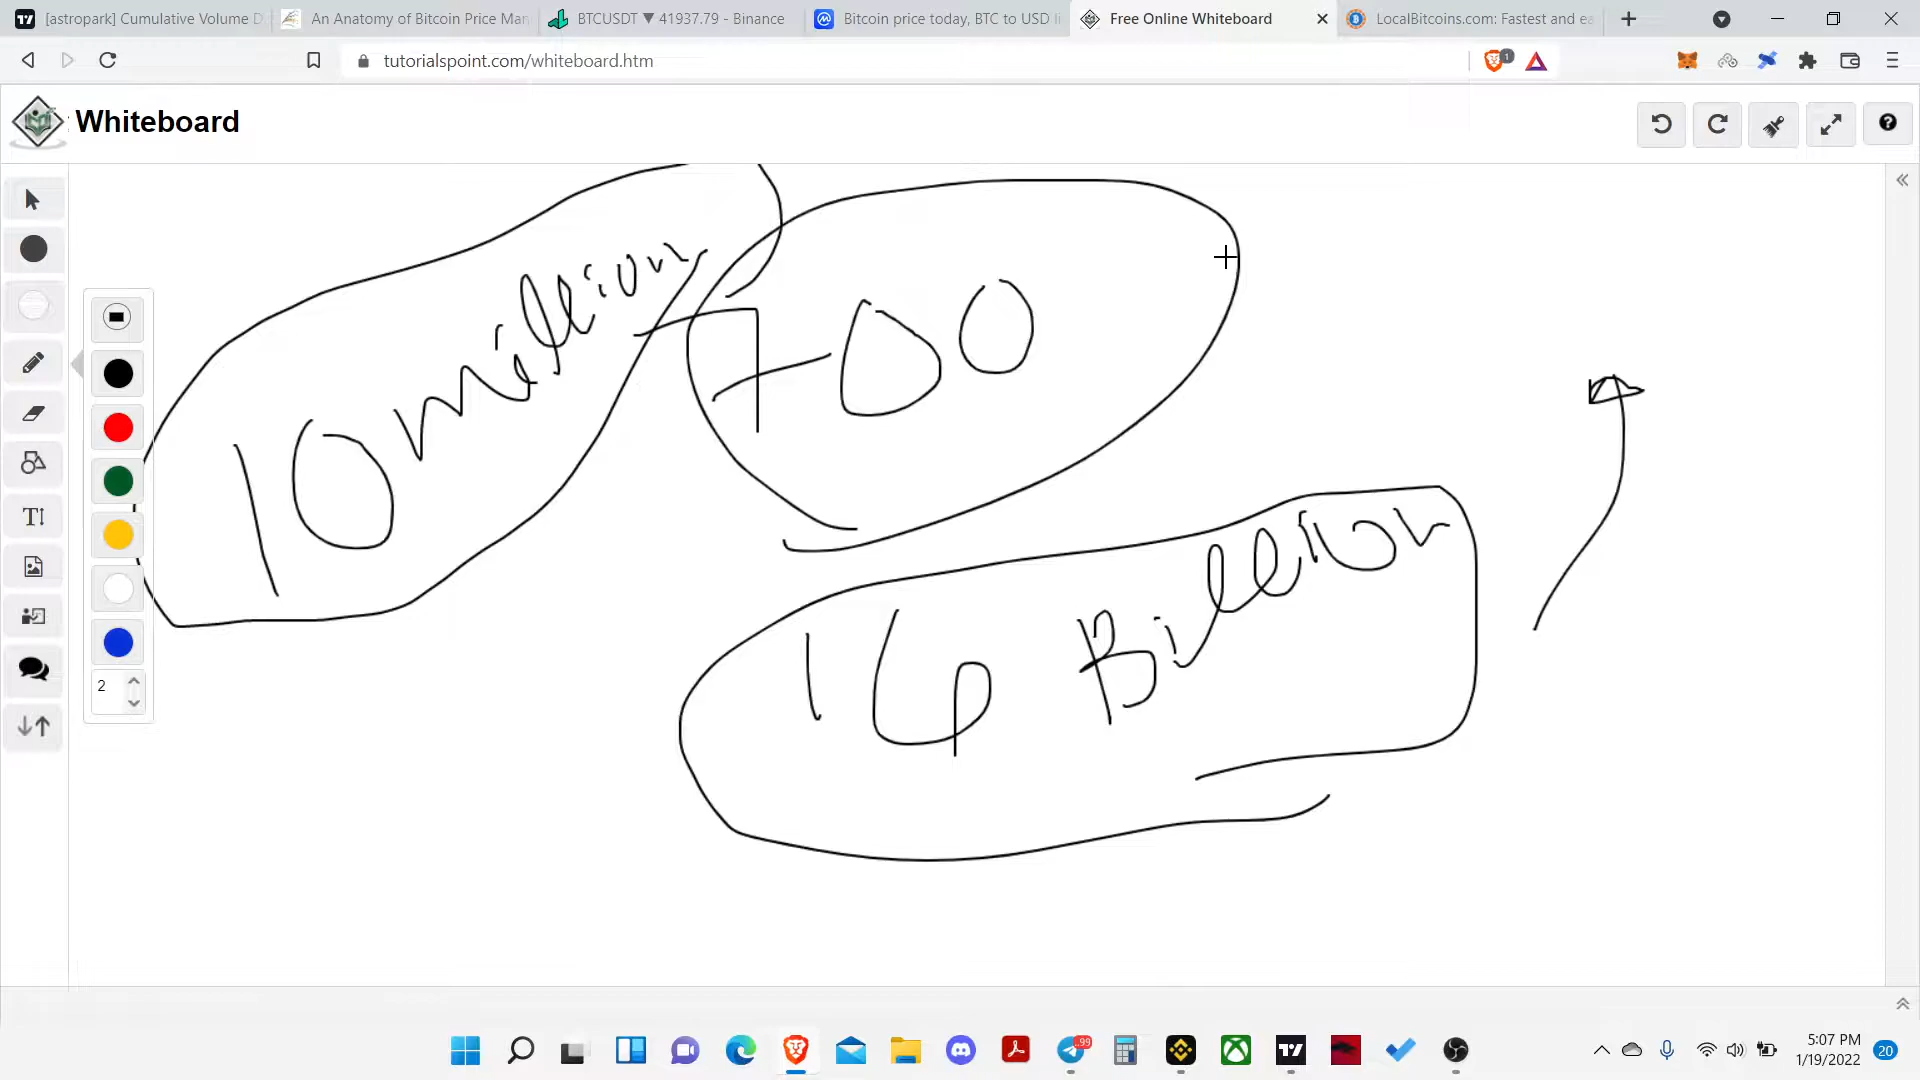 [astropark] Cumulative Volume D
An Anatomy of Bitcoin Price Man
BTCUSDT ▼ 41937.79 - Binance
Bitcoin price today, BTC to USD li
Free Online Whiteboard
LocalBitcoins.com: Fastest and ea
tutorialspoint.com/whiteboard.htm
1
Whiteboard
10 million
700
16 Billion
2
99
5:07 PM
1/19/2022
20